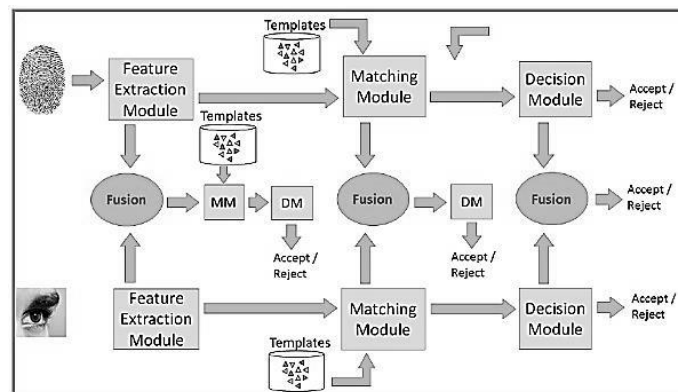 Templates
Feature
Extraction
Module
Matching
Module
Decision
Module
Accept /
Reject
Templates
Fusion
MM
DM
Fusion
DM
Fusion
Accept /
Reject
Accept /
Reject
Accept /
Reject
Feature
Extraction
Module
Matching
Module
Decision
Module
Accept /
Reject
Templates